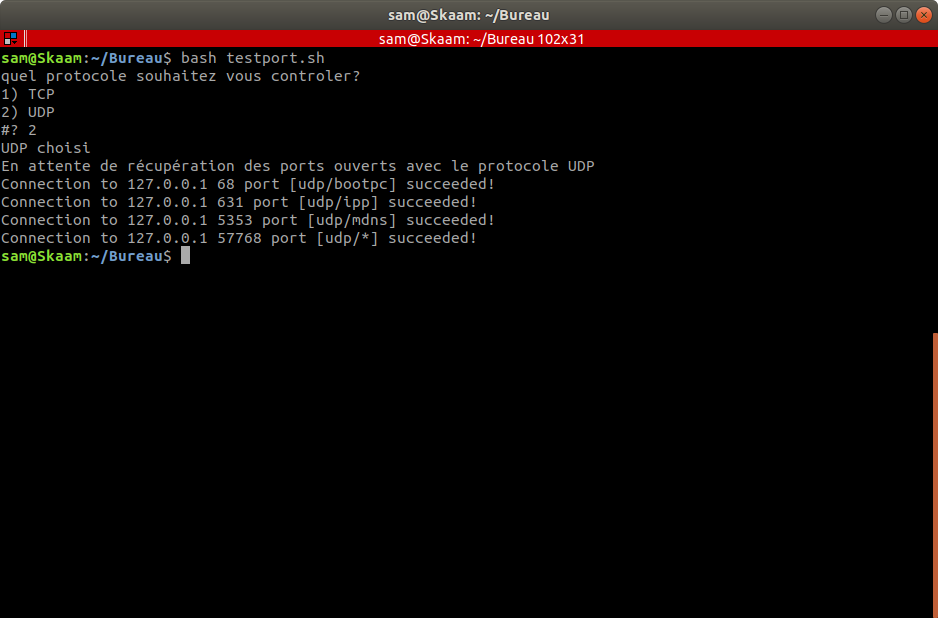 sam@Skaam: ~/Bureau
sam@Skaam: ~/Bureau 102x31
sam@Skaam:~/Bureau$ bash testport.sh
quel protocole souhaitez vous controler?
1) TCP
2) UDP
#? 2
UDP choisi
En attente de récupération des ports ouverts avec le protocole UDP
Connection to 127.0.0.1 68 port [udp/bootpc] succeeded!
Connection to 127.0.0.1 631 port [udp/ipp] succeeded!
Connection to 127.0.0.1 5353 port [udp/mdns] succeeded!
Connection to 127.0.0.1 57768 port [udp/*] succeeded!
sam@Skaam:~/Bureau$